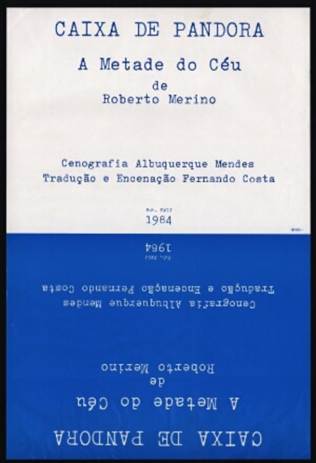 CAIXA DE PANDORA
A Metade do Céu
de
Roberto Merino
Cenografia Albuquerque Mendes
Tradução e Encenação Fernando Costa
1984
1984
Tradução e Encenação Fernando Costa
Cenografia Albuquerque Mendes
Roberto Merino
de
A Metade do Céu
CAIXA DE PANDORA